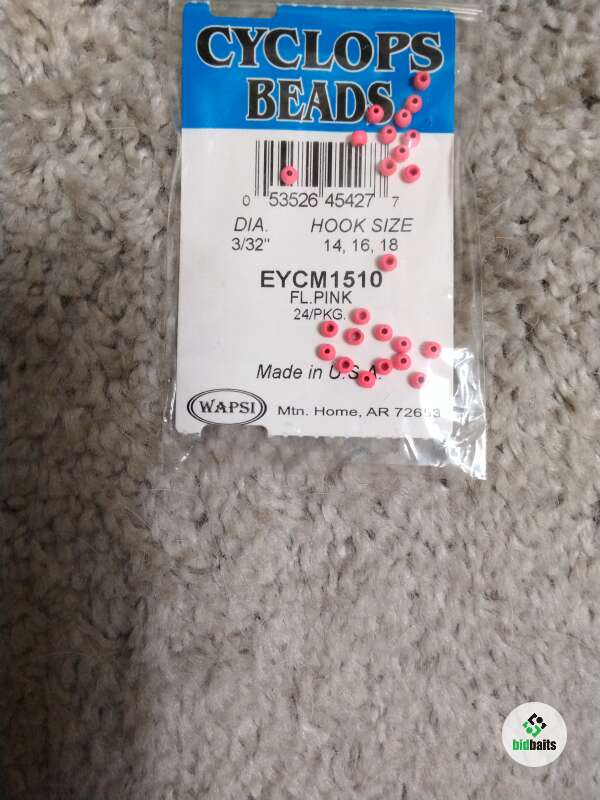 CYCLOPS
BEADS
0 53526 45427 7
DIA. HOOK SIZE
3/32" 14, 16, 18
EYCM1510
FL.PINK
24/PKG.
Made in U.S.A.
WAPSI Mtn. Home, AR 72653
bidbaits